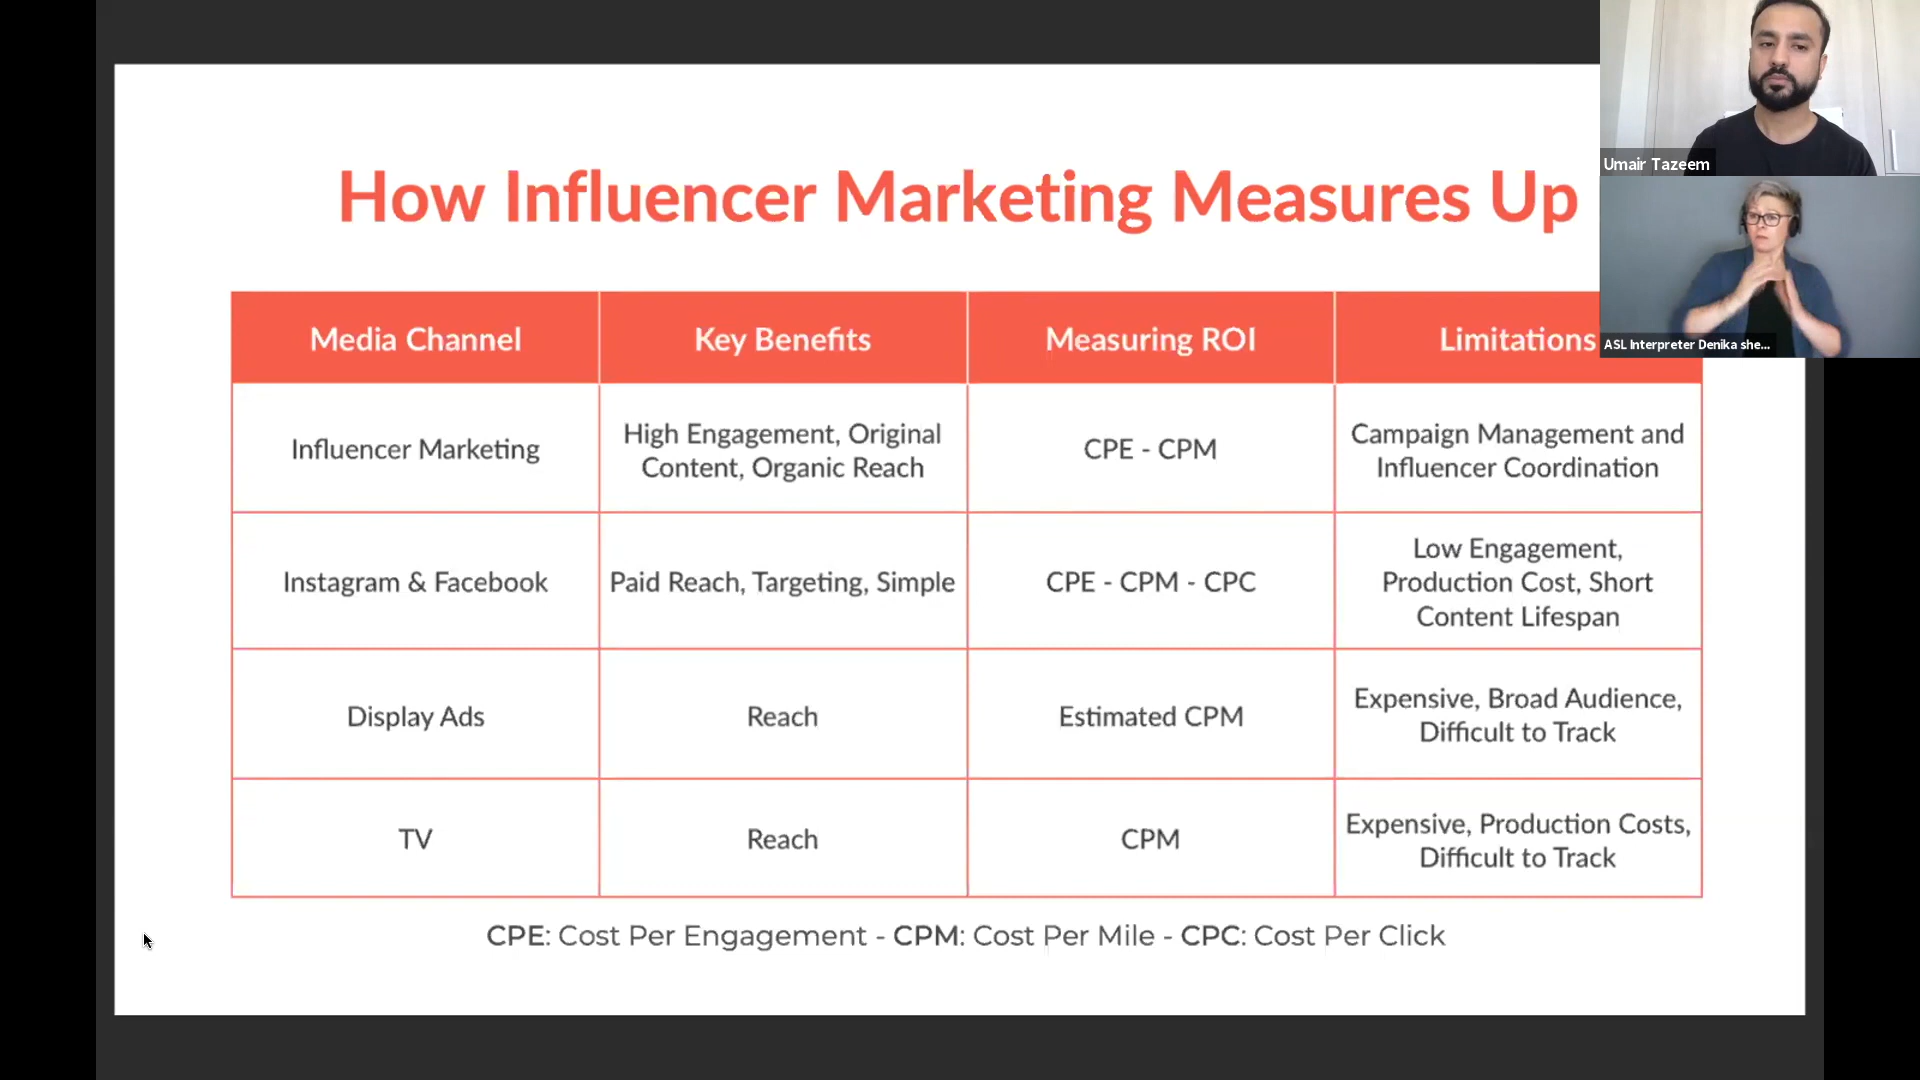 How Influencer Marketing Measures Up
Umair Tazeem
ASL Interpreter Denika she...
Media Channel
Key Benefits
Measuring ROI
Limitations
Influencer Marketing
High Engagement, Original
Content, Organic Reach
CPE - CPM
Campaign Management and
Influencer Coordination
Instagram & Facebook
Paid Reach, Targeting, Simple
CPE - CPM - CPC
Low Engagement,
Production Cost, Short
Content Lifespan
Display Ads
Reach
Estimated CPM
Expensive, Broad Audience,
Difficult to Track
TV
Reach
CPM
Expensive, Production Costs,
Difficult to Track
CPE: Cost Per Engagement - CPM: Cost Per Mile - CPC: Cost Per Click